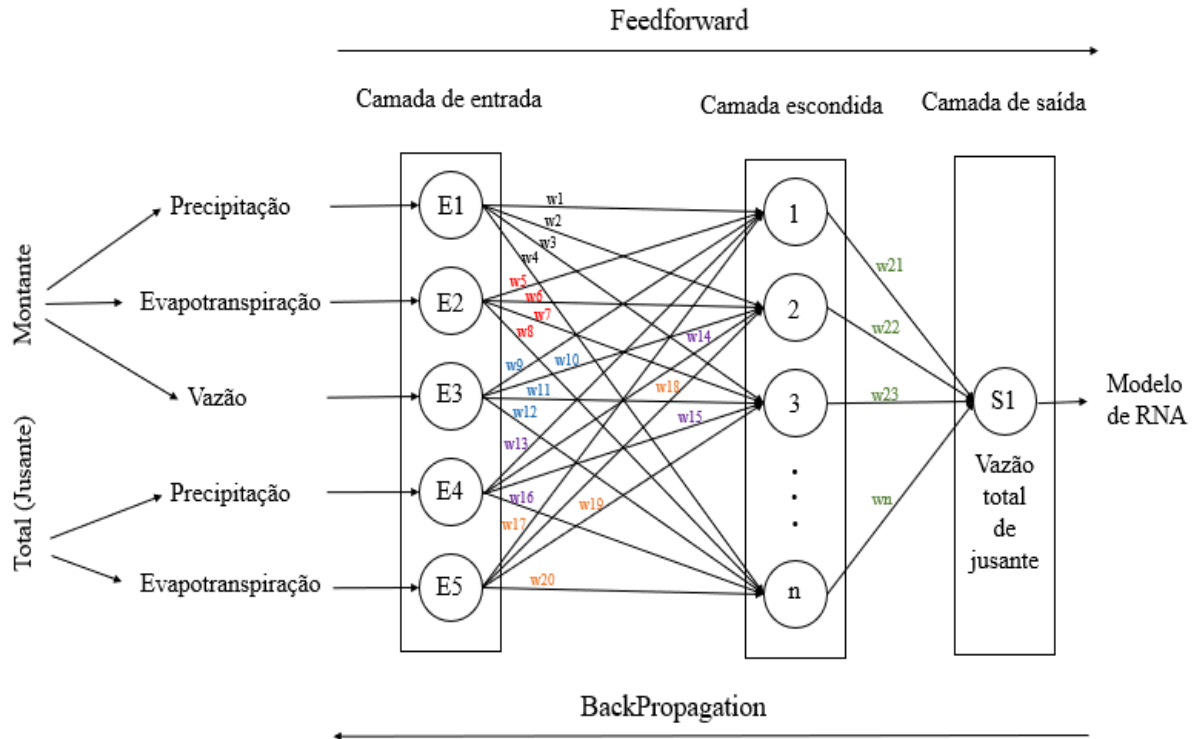 Feedforward
Camada de entrada
Camada escondida
Camada de saída
Montante
Precipitação
Evapotranspiração
Vazão
Total (Jusante)
Precipitação
Evapotranspiração
E1
E2
E3
E4
E5
w1
w2
w3
w4
w5
w6
w7
w8
w9
w10
w11
w12
w13
w14
w15
w16
w17
w18
w19
w20
1
2
3
n
w21
w22
w23
wn
S1
Vazão
total
de
jusante
Modelo
de RNA
BackPropagation